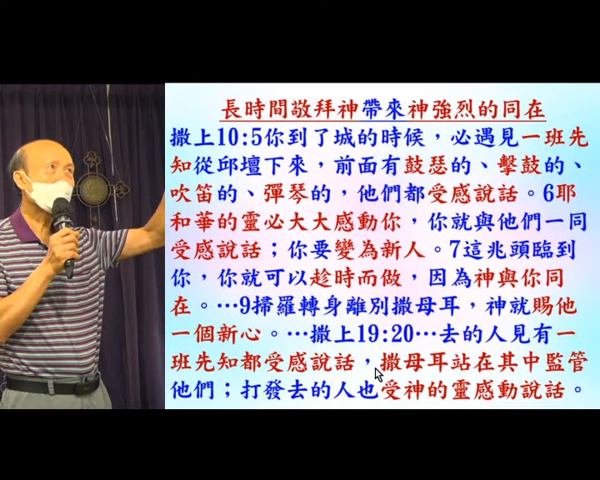 長時間敬拜神帶來神強烈的同在
撒上10:5你到了城的時候，必遇見一班先
知從邱壇下來，前面有鼓瑟的、擊鼓的、
吹笛的、彈琴的，他們都受感說話。6耶
和華的靈必大大感動你，你就與他們一同
受感說話；你要變為新人。7這兆頭臨到
你，你就可以趁時而做，因為神與你同
在。…9掃羅轉身離別撒母耳，神就賜他
一個新心。…撒上19:20…去的人見有一
班先知都受感說話，撒母耳站在其中監管
他們；打發去的人也受神的靈感動說話。